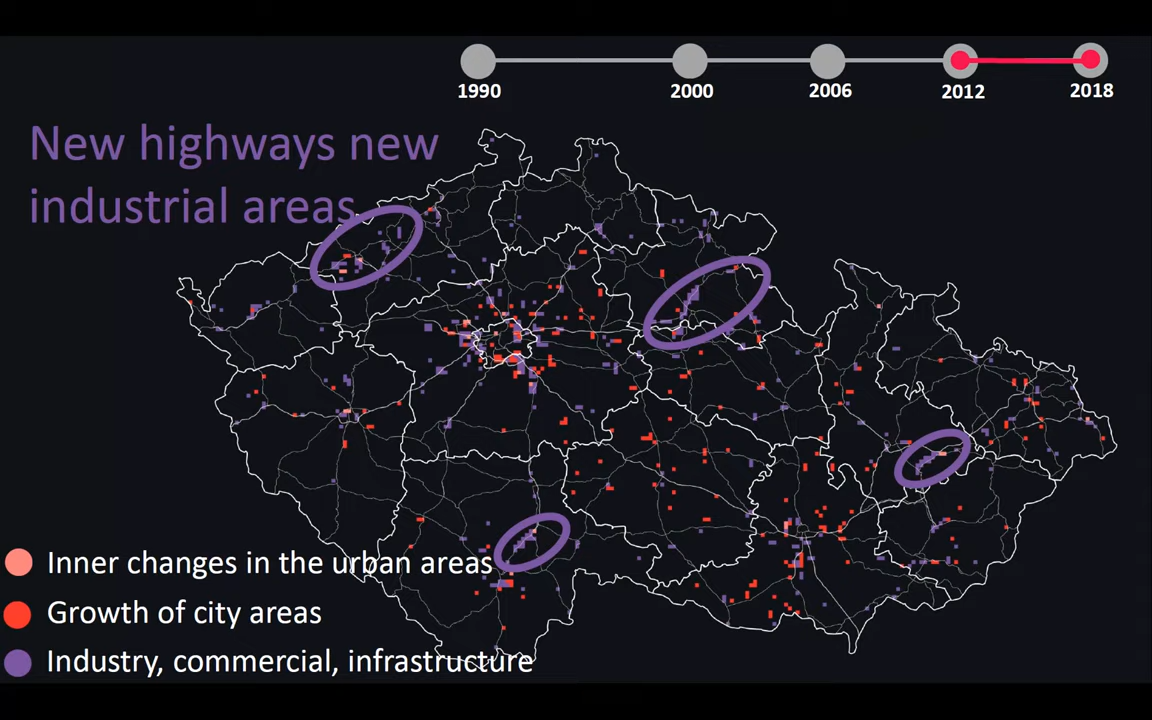 1990 2000 2006 2012 2018
New highways new
industrial areas
Inner changes in the urban areas
Growth of city areas
Industry, commercial, infrastructure